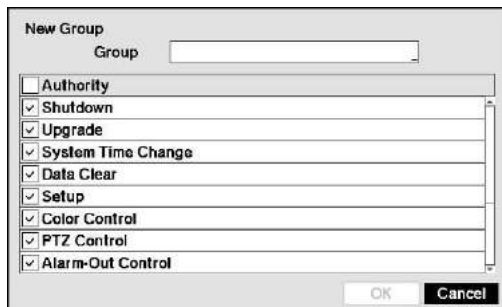 New Group
Group
Authority
Shutdown
Upgrade
System Time Change
Data Clear
Setup
Color Control
PTZ Control
Alarm-Out Control
OK Cancel